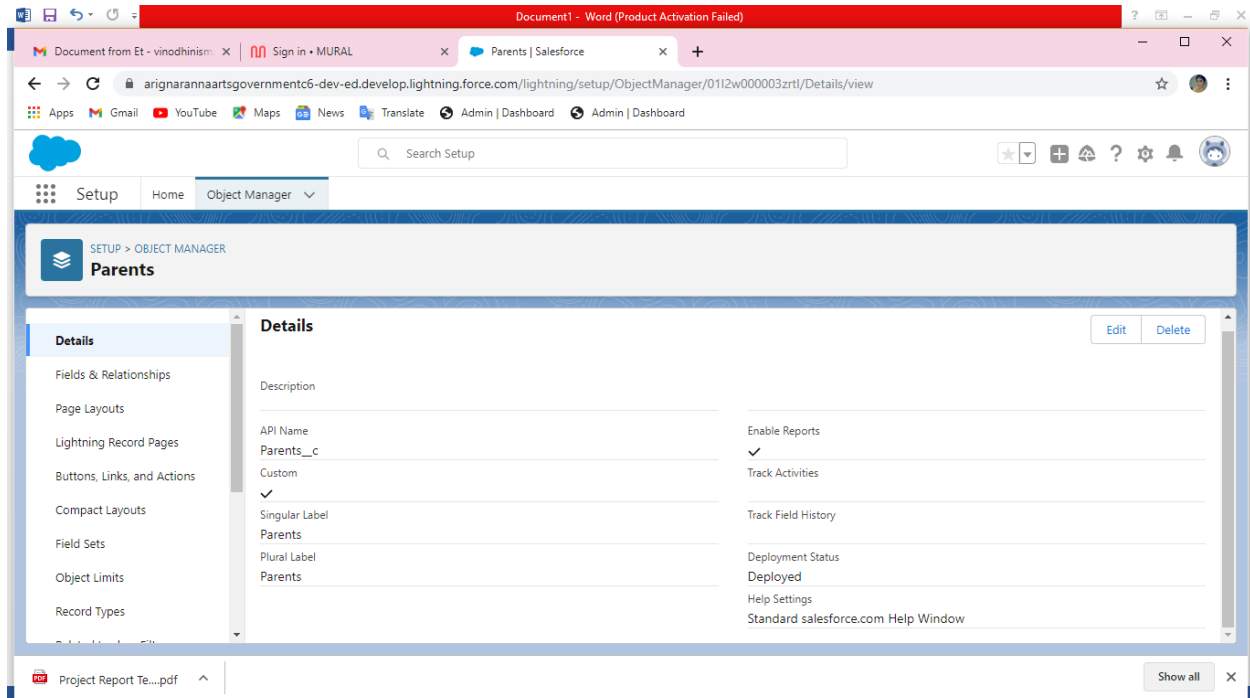 Document1 - Word (Product Activation Failed)
Document from Et - vinodhinism
Sign in • MURAL
Parents | Salesforce
arignarannaartsgovernmentc6-dev-ed.develop.lightning.force.com/lightning/setup/ObjectManager/01I2w000003zrtI/Details/view
Apps Gmail YouTube Maps News Translate Admin | Dashboard Admin | Dashboard
Search Setup
Setup Home Object Manager
SETUP > OBJECT MANAGER
Parents
Details
Fields & Relationships
Page Layouts
Lightning Record Pages
Buttons, Links, and Actions
Compact Layouts
Field Sets
Object Limits
Record Types
Details
Edit Delete
Description
API Name
Parents__c
Custom
Singular Label
Parents
Plural Label
Parents
Enable Reports
Track Activities
Track Field History
Deployment Status
Deployed
Help Settings
Standard salesforce.com Help Window
Project Report Te....pdf
Show all